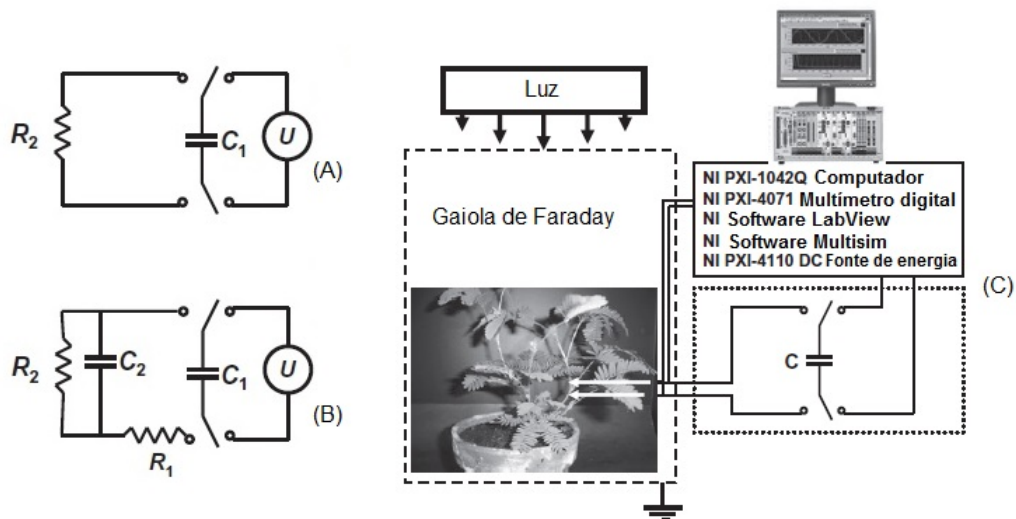 R2
C1
U
(A)
R2
C2
C1
U
(B)
R1
Luz
Gaiola de Faraday
NI PXI-1042Q Computador
NI PXI-4071 Multímetro digital
NI Software LabView
NI Software Multisim
NI PXI-4110 DC Fonte de energia
C
(C)